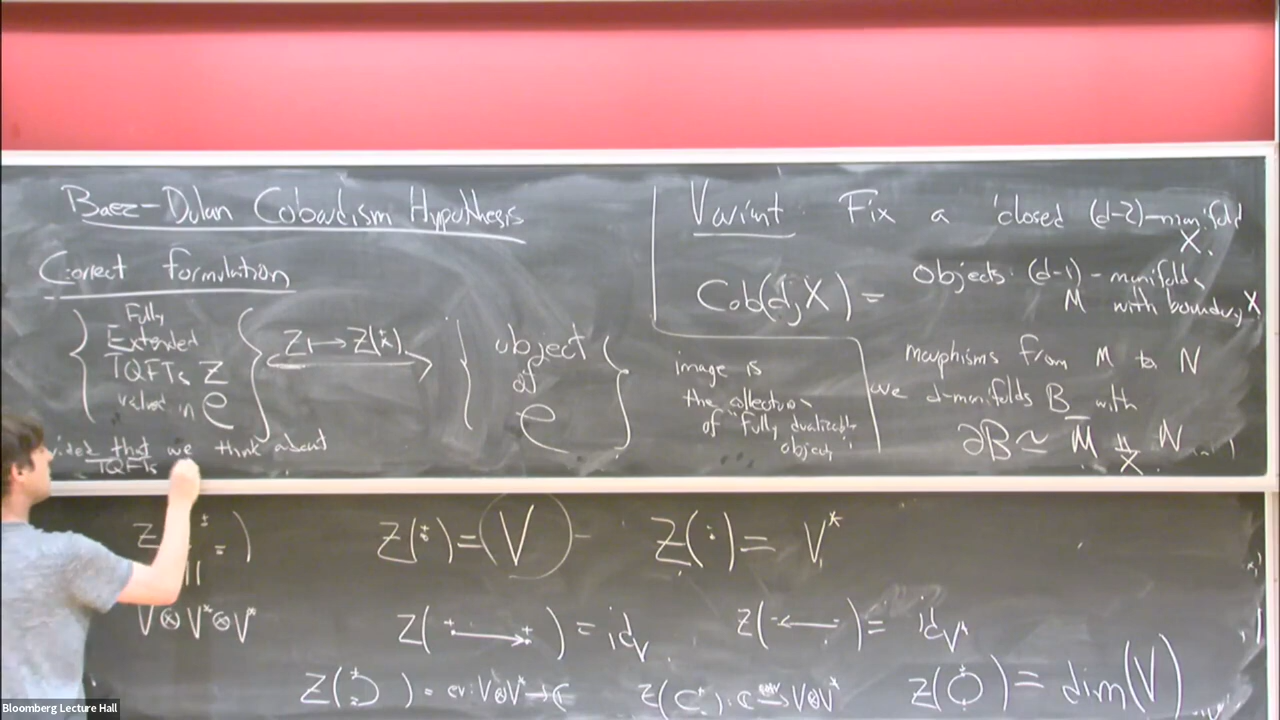 Baez-Dolan Cobordism Hypothesis
Correct formulation
{ Fully Extended TQFTs Z valued in C } Z ↦ Z(*) → { object of C }
that we think about
TQFTs
image is
the collection
of "fully dualizable
objects"
Variant. Fix a closed (d-2)-manifold
X.
Cob(d, X) = Objects: (d-1)-manifolds
M with boundary X
morphisms from M to N
are d-manifolds B with
∂B ≃ M̄ ⨿_X N
Z(
V⊗V*⊗V*
Z(+) = V
Z(-) = V*
Z(+ → +) = id_V
Z(- ← -) = id_V*
Z(⊃) = ev: V⊗V* → C
Z(⊂): C → V⊗V*
Z(O) = dim(V)
Bloomberg Lecture Hall